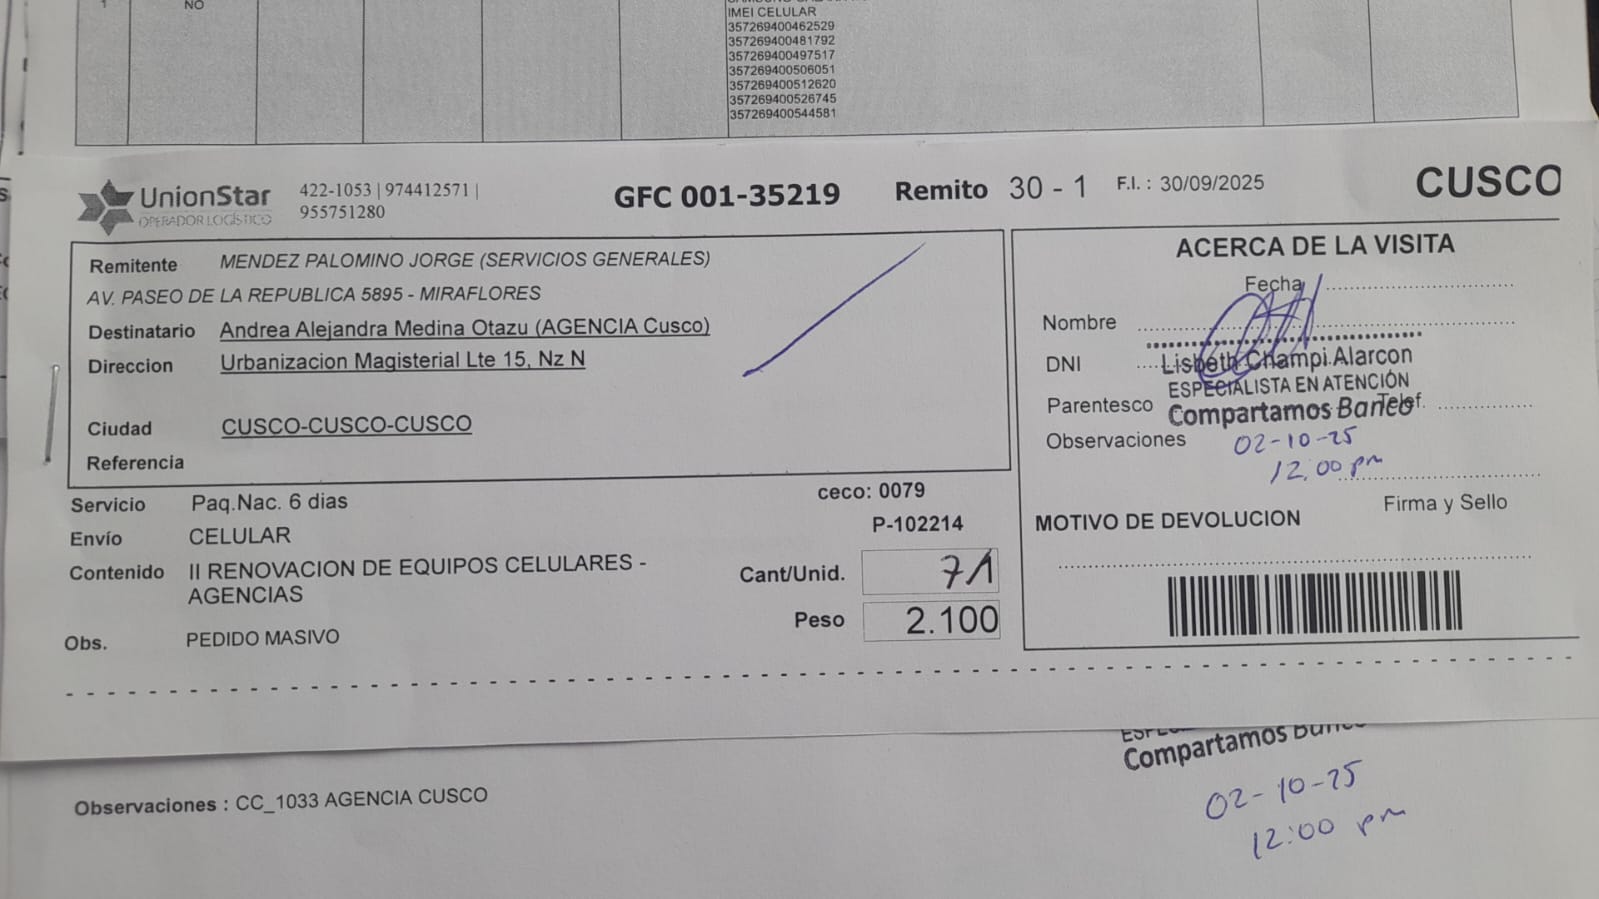 1 NO
IMEI CELULAR
357269400462529
357269400481792
357269400497517
357269400506051
357269400512620
357269400526745
357269400544581
UnionStar
OPERADOR LOGÍSTICO
422-1053 | 974412571 |
955751280
GFC 001-35219
Remito 30 - 1
F.I. : 30/09/2025
CUSCO
Remitente MENDEZ PALOMINO JORGE (SERVICIOS GENERALES)
AV. PASEO DE LA REPUBLICA 5895 - MIRAFLORES
Destinatario Andrea Alejandra Medina Otazu (AGENCIA Cusco)
Direccion Urbanizacion Magisterial Lte 15, Nz N
Ciudad CUSCO-CUSCO-CUSCO
Referencia
Servicio Paq.Nac. 6 dias
Envío CELULAR
Contenido II RENOVACION DE EQUIPOS CELULARES -
AGENCIAS
Obs. PEDIDO MASIVO
ceco: 0079
P-102214
Cant/Unid. 7/1
Peso 2.100
ACERCA DE LA VISITA
Fecha
Nombre
DNI Lisbeth Champi Alarcon
ESPECIALISTA EN ATENCIÓN
Parentesco Compartamos Banco Telef.
Observaciones 02-10-25
12:00 pm
Firma y Sello
MOTIVO DE DEVOLUCION
Compartamos Banco
02-10-25
12:00 pm
Observaciones : CC_1033 AGENCIA CUSCO